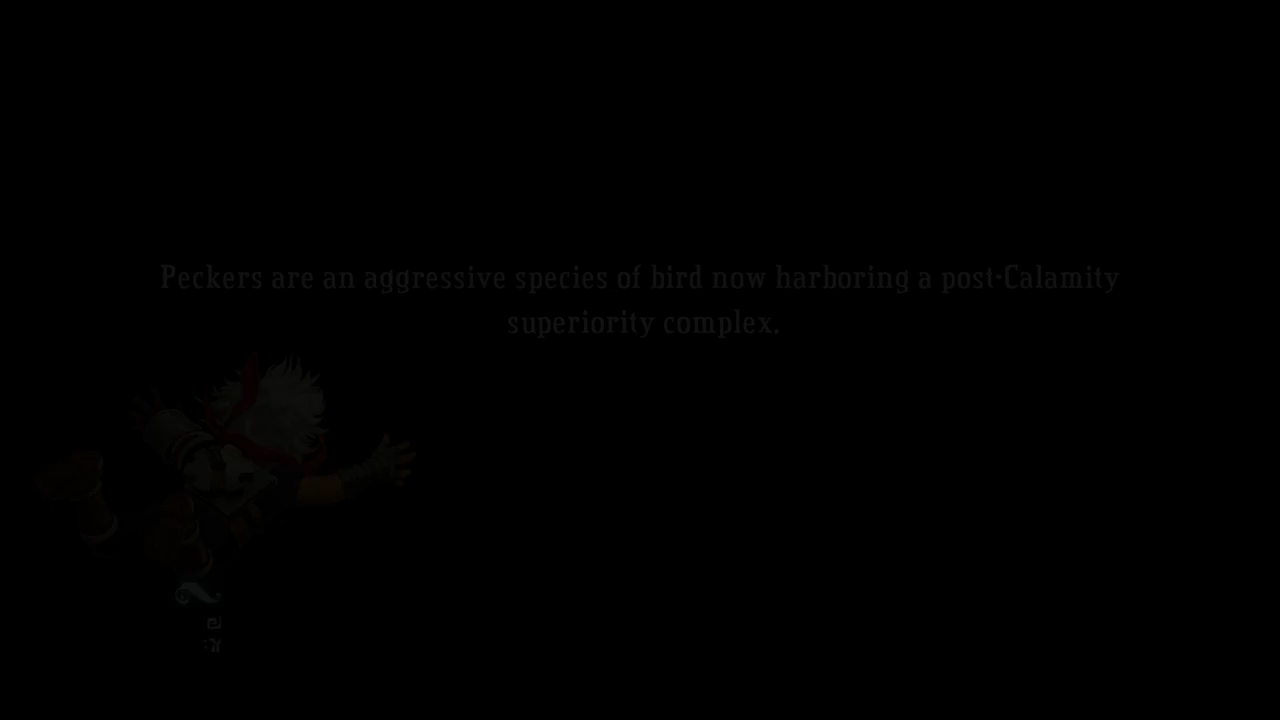 Peckers are an aggressive species of bird now harboring a post-Calamity
superiority complex.